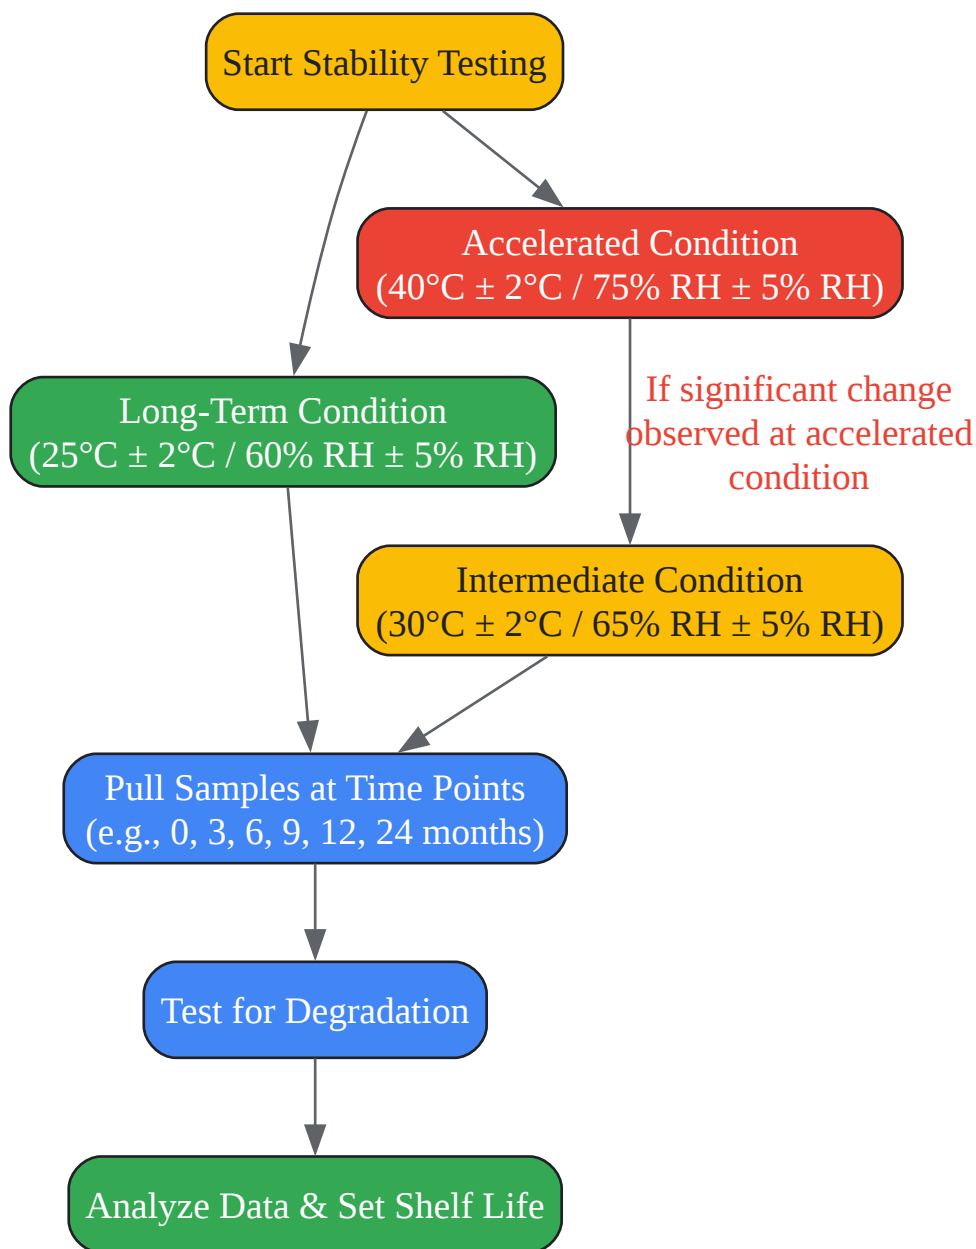 Start Stability Testing
Accelerated Condition
(40°C ± 2°C / 75% RH ± 5% RH)
If significant change
observed at accelerated
condition
Long-Term Condition
(25°C ± 2°C / 60% RH ± 5% RH)
Intermediate Condition
(30°C ± 2°C / 65% RH ± 5% RH)
Pull Samples at Time Points
(e.g., 0, 3, 6, 9, 12, 24 months)
Test for Degradation
Analyze Data & Set Shelf Life